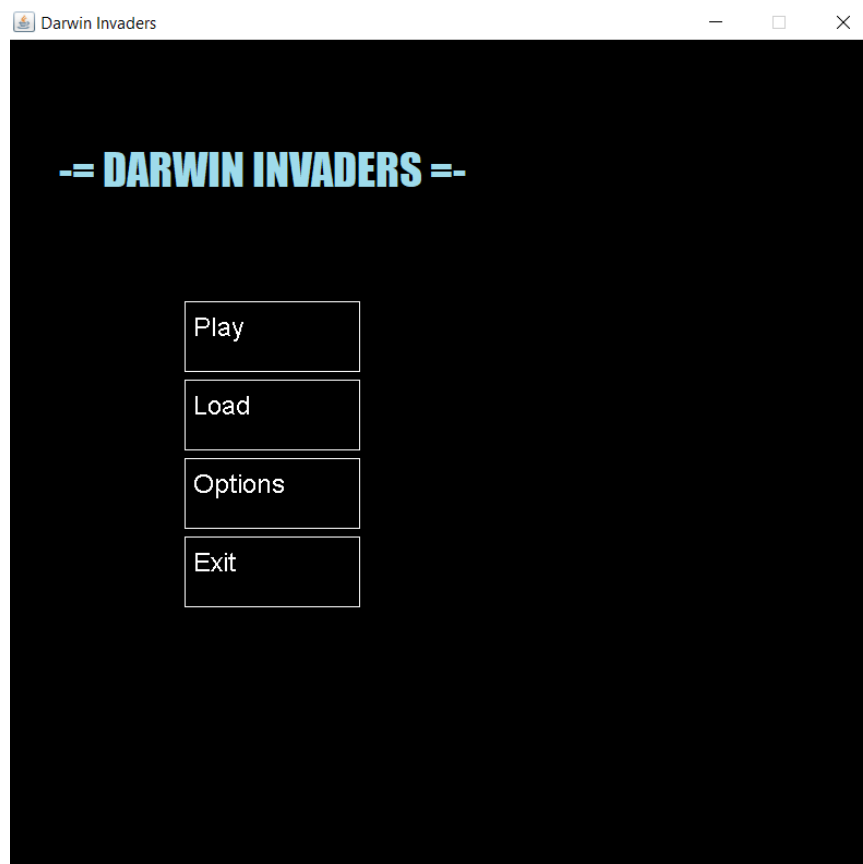 Darwin Invaders
-= DARWIN INVADERS =-
Play
Load
Options
Exit